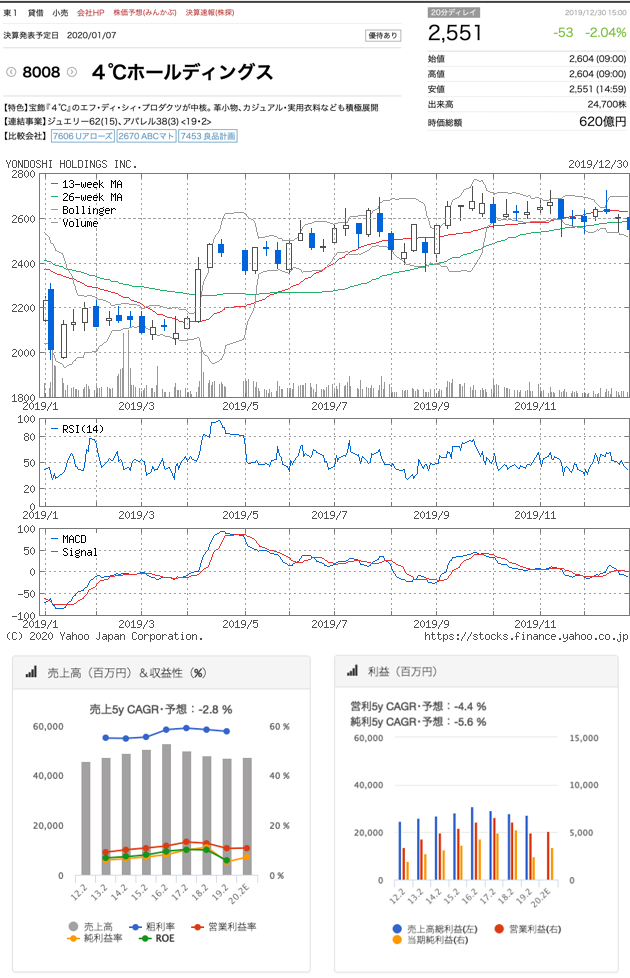 東1 貸借 小売 会社HP 株価予想(みんかぶ) 決算速報(株探)
決算発表予定日 2020/01/07
優待あり
8008 4℃ホールディングス
【特色】宝飾『4℃』のエフ・ディ・シィ・プロダクツが中核。革小物、カジュアル・実用衣料なども積極展開
【連結事業】ジュエリー62(15)、アパレル38(3) <19・2>
【比較会社】 7606 Uアローズ 2670 ABCマト 7453 良品計画
20分ディレイ 2019/12/30 15:00
2,551 -53 -2.04%
始値 2,604 (09:00)
高値 2,604 (09:00)
安値 2,551 (14:59)
出来高 24,700株
時価総額 620億円
YONDOSHI HOLDINGS INC. 2019/12/30
13-week MA
26-week MA
Bollinger
Volume
2800
2600
2400
2200
2000
1800
2019/1 2019/3 2019/5 2019/7 2019/9 2019/11
RSI(14)
100
80
50
20
0
2019/1 2019/3 2019/5 2019/7 2019/9 2019/11
MACD
Signal
100
50
0
-50
-100
2019/1 2019/3 2019/5 2019/7 2019/9 2019/11
(C) 2020 Yahoo Japan Corporation. https://stocks.finance.yahoo.co.jp
売上高（百万円）＆収益性（%）
売上5y CAGR・予想：-2.8 %
60,000 60 %
40,000 40 %
20,000 20 %
0 0 %
12.2 13.2 14.2 15.2 16.2 17.2 18.2 19.2 20.2E
売上高 粗利率 営業利益率
純利益率 ROE
利益（百万円）
営利5y CAGR・予想：-4.4 %
純利5y CAGR・予想：-5.6 %
60,000 15,000
40,000 10,000
20,000 5,000
0 0
12.2 13.2 14.2 15.2 16.2 17.2 18.2 19.2 20.2E
売上高総利益(左) 営業利益(右)
当期純利益(右)